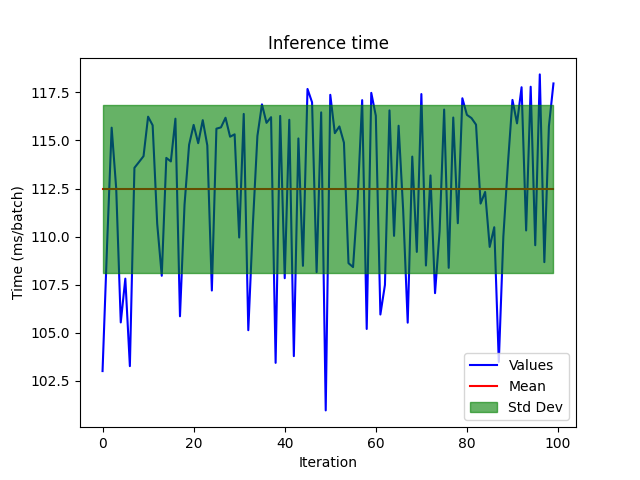 Inference time
Time (ms/batch)
117.5
115.0
112.5
110.0
107.5
105.0
102.5
0 20 40 60 80 100
Iteration
Values
Mean
Std Dev